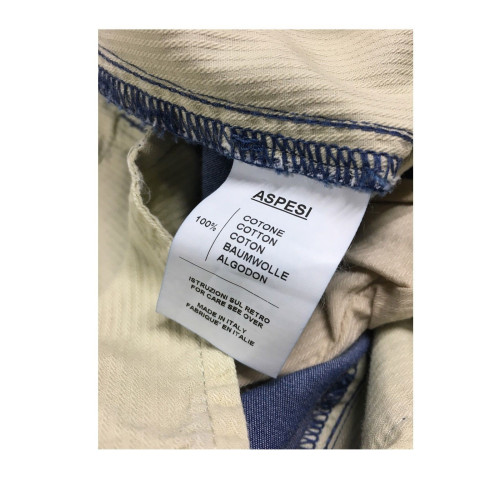 ASPESI
100%
COTONE
COTTON
COTON
BAUMWOLLE
ALGODON
ISTRUZIONI SUL RETRO
FOR CARE SEE OVER
MADE IN ITALY
FABRIQUE' EN ITALIE